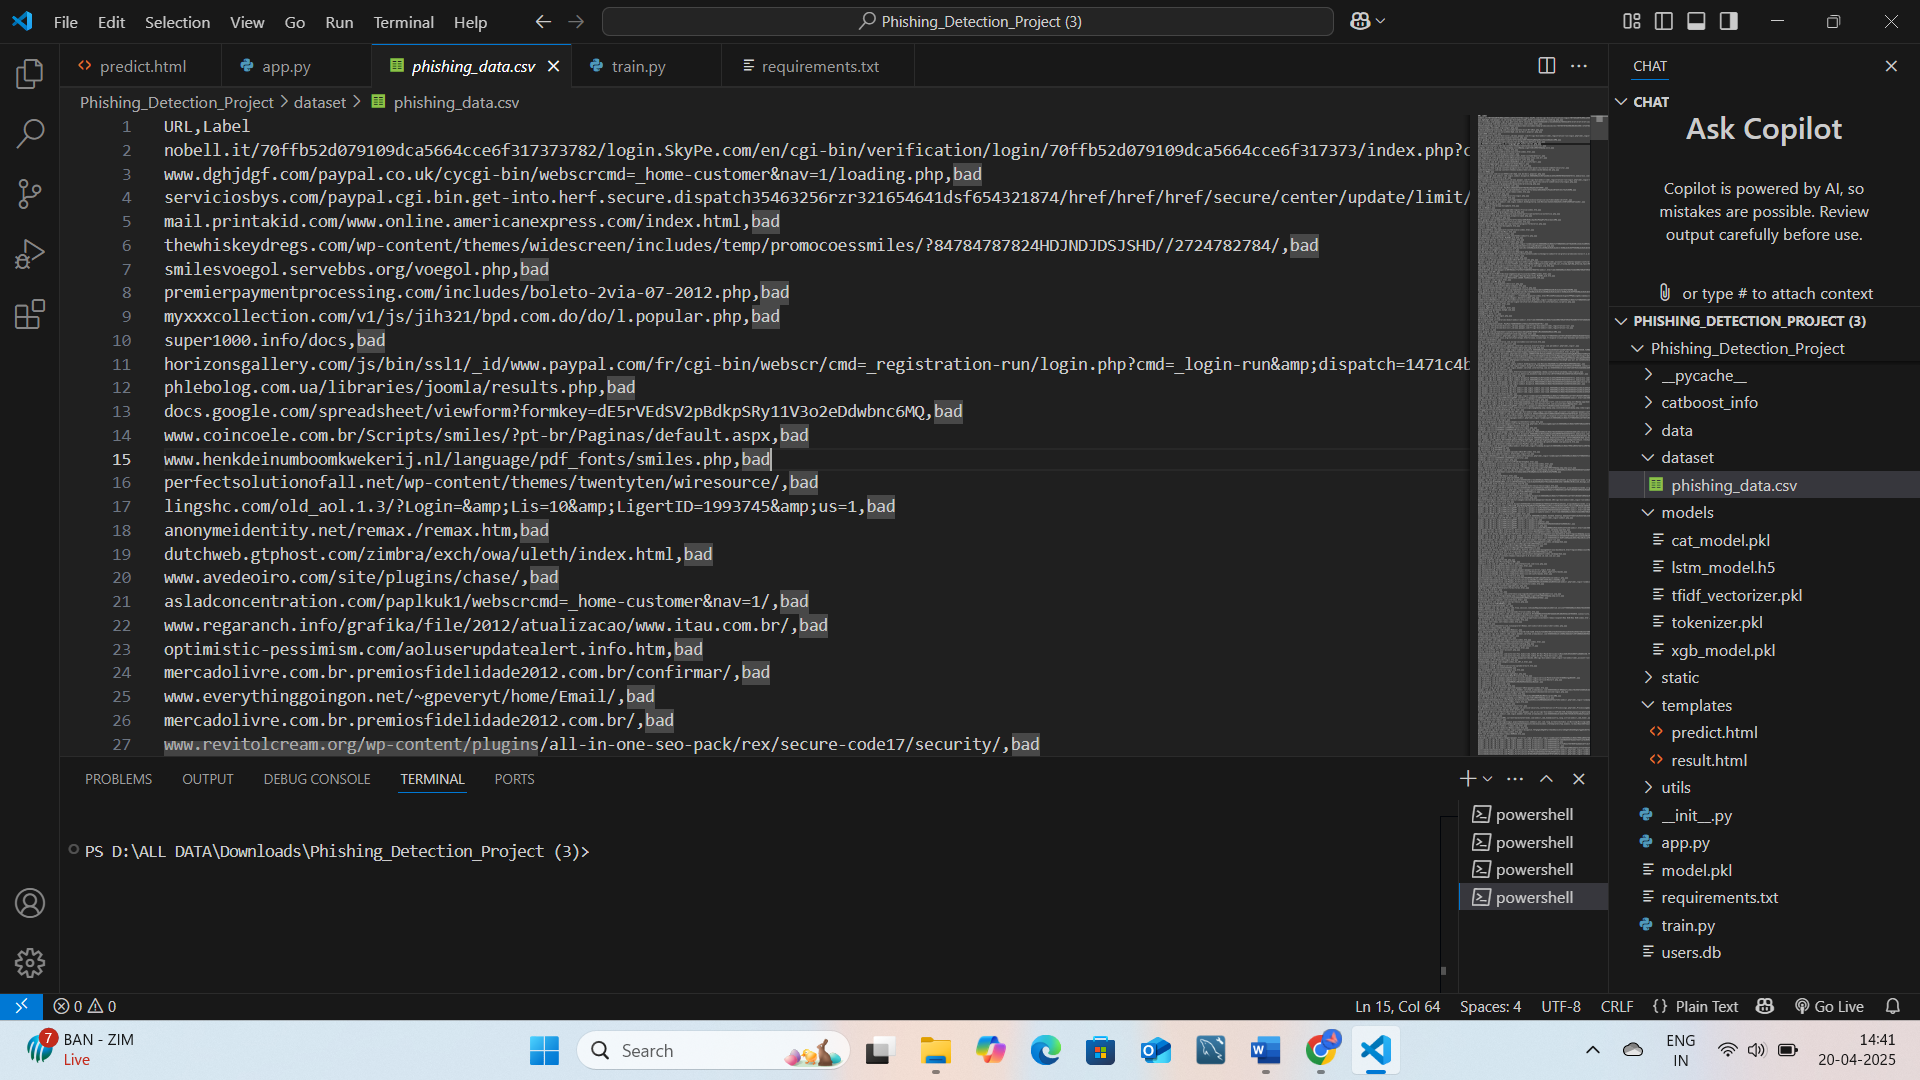 File Edit Selection View Go Run Terminal Help
Phishing_Detection_Project (3)
predict.html
app.py
phishing_data.csv
train.py
requirements.txt
Phishing_Detection_Project > dataset > phishing_data.csv
1 URL,Label
2 nobell.it/70ffb52d079109dca5664cce6f317373782/login.SkyPe.com/en/cgi-bin/verification/login/70ffb52d079109dca5664cce6f317373/index.php?c
3 www.dghjdgf.com/paypal.co.uk/cycgi-bin/webscrcmd=_home-customer&nav=1/loading.php,bad
4 serviciosbys.com/paypal.cgi.bin.get-into.herf.secure.dispatch35463256rzr321654641dsf654321874/href/href/href/secure/center/update/limit/
5 mail.printakid.com/www.online.americanexpress.com/index.html,bad
6 thewhiskeydregs.com/wp-content/themes/widescreen/includes/temp/promocoessmiles/?84784787824HDJNDJDSJSHD//2724782784/,bad
7 smilesvoegol.servebbs.org/voegol.php,bad
8 premierpaymentprocessing.com/includes/boleto-2via-07-2012.php,bad
9 myxxxcollection.com/v1/js/jih321/bpd.com.do/do/l.popular.php,bad
10 super1000.info/docs,bad
11 horizonsgallery.com/js/bin/ssl1/_id/www.paypal.com/fr/cgi-bin/webscr/cmd=_registration-run/login.php?cmd=_login-run&amp;dispatch=1471c4b
12 phlebolog.com.ua/libraries/joomla/results.php,bad
13 docs.google.com/spreadsheet/viewform?formkey=dE5rVEdSV2pBdkpSRy11V3o2eDdwbnc6MQ,bad
14 www.coincoele.com.br/Scripts/smiles/?pt-br/Paginas/default.aspx,bad
15 www.henkdeinumboomkwekerij.nl/language/pdf_fonts/smiles.php,bad
16 perfectsolutionofall.net/wp-content/themes/twentyten/wiresource/,bad
17 lingshc.com/old_aol.1.3/?Login=&amp;Lis=10&amp;LigertID=1993745&amp;us=1,bad
18 anonymeidentity.net/remax./remax.htm,bad
19 dutchweb.gtphost.com/zimbra/exch/owa/uleth/index.html,bad
20 www.avedeoiro.com/site/plugins/chase/,bad
21 asladconcentration.com/paplkuk1/webscrcmd=_home-customer&nav=1/,bad
22 www.regaranch.info/grafika/file/2012/atualizacao/www.itau.com.br/,bad
23 optimistic-pessimism.com/aoluserupdatealert.info.htm,bad
24 mercadolivre.com.br.premiosfidelidade2012.com.br/confirmar/,bad
25 www.everythinggoingon.net/~gpeveryt/home/Email/,bad
26 mercadolivre.com.br.premiosfidelidade2012.com.br/,bad
27 www.revitolcream.org/wp-content/plugins/all-in-one-seo-pack/rex/secure-code17/security/,bad
PROBLEMS OUTPUT DEBUG CONSOLE TERMINAL PORTS
PS D:\ALL DATA\Downloads\Phishing_Detection_Project (3)>
powershell
powershell
powershell
powershell
CHAT
CHAT
Ask Copilot
Copilot is powered by AI, so
mistakes are possible. Review
output carefully before use.
or type # to attach context
PHISHING_DETECTION_PROJECT (3)
Phishing_Detection_Project
__pycache__
catboost_info
data
dataset
phishing_data.csv
models
cat_model.pkl
lstm_model.h5
tfidf_vectorizer.pkl
tokenizer.pkl
xgb_model.pkl
static
templates
predict.html
result.html
utils
__init__.py
app.py
model.pkl
requirements.txt
train.py
users.db
0 0
Ln 15, Col 64 Spaces: 4 UTF-8 CRLF {} Plain Text Go Live
7 BAN - ZIM
Live
Search
ENG
IN
14:41
20-04-2025